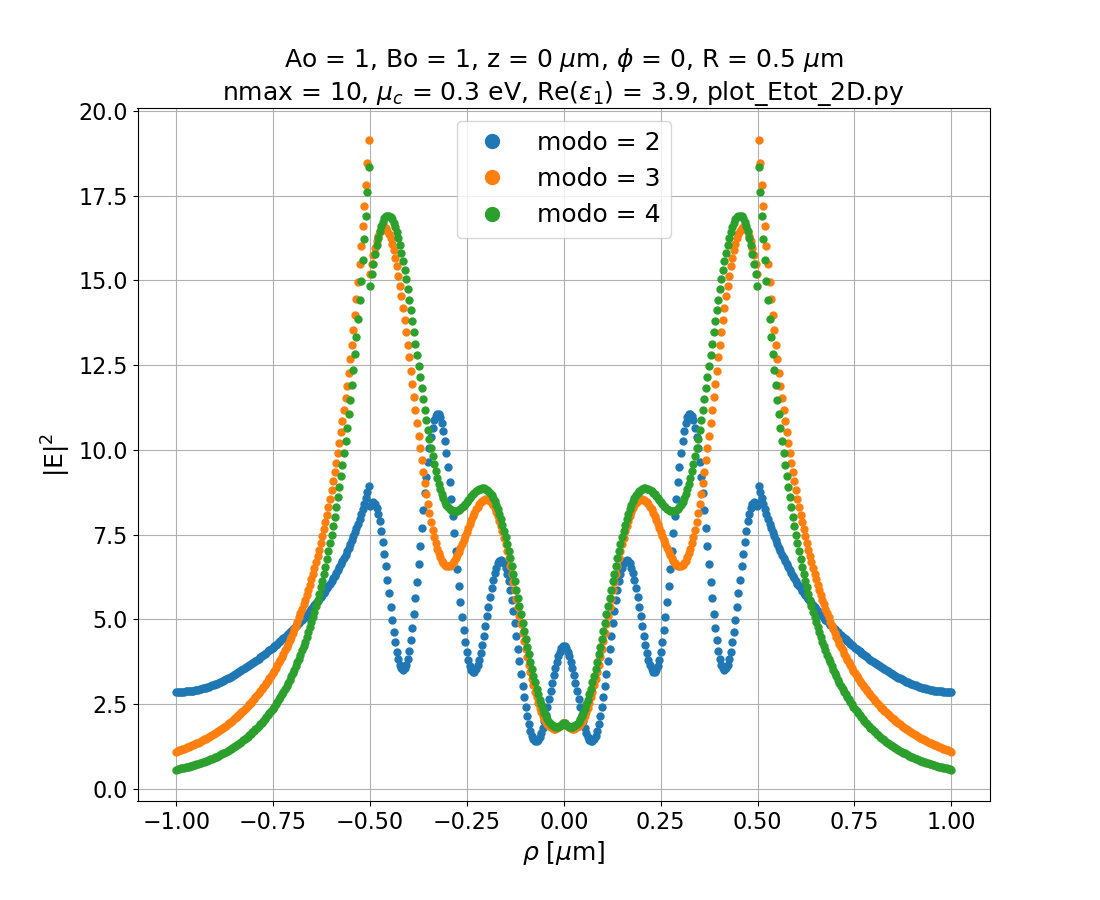 Ao = 1, Bo = 1, z = 0 μm, ϕ = 0, R = 0.5 μm
nmax = 10, μ_c = 0.3 eV, Re(ε₁) = 3.9, plot_Etot_2D.py
modo = 2
modo = 3
modo = 4
20.0
17.5
15.0
12.5
10.0
7.5
5.0
2.5
0.0
|E|²
−1.00 −0.75 −0.50 −0.25 0.00 0.25 0.50 0.75 1.00
ρ [μm]